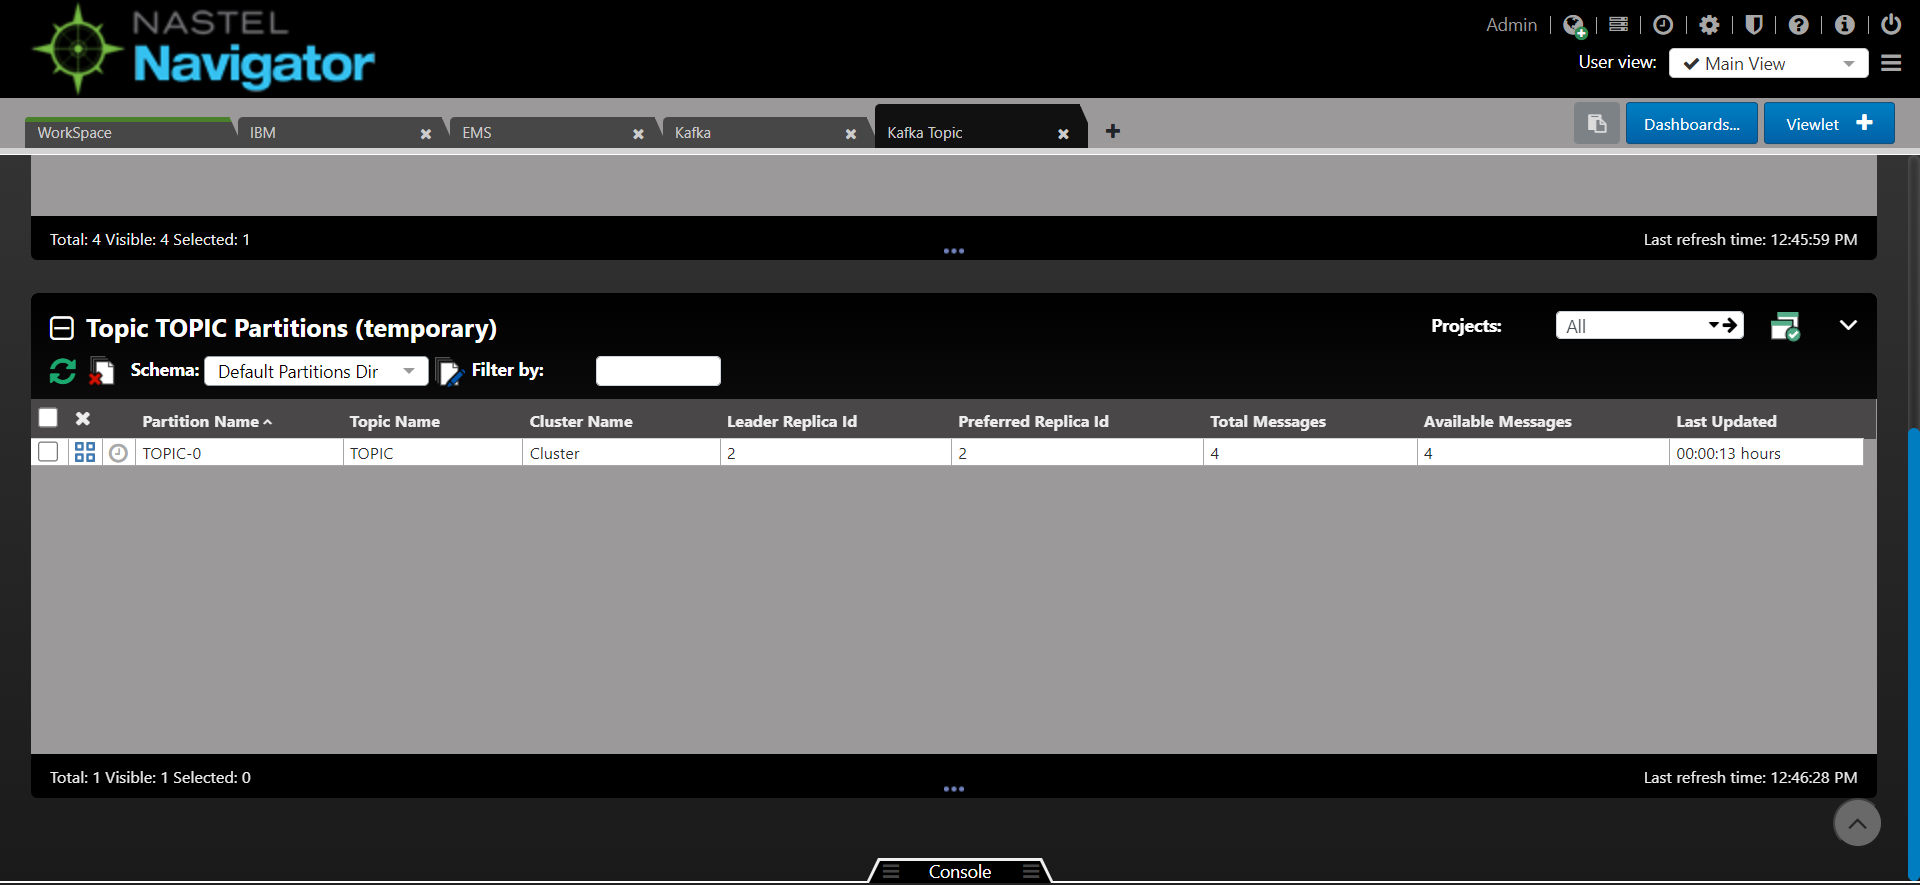 NASTEL
Navigator
Admin
User view: Main View
WorkSpace IBM EMS Kafka Kafka Topic
Dashboards... Viewlet
Total: 4 Visible: 4 Selected: 1
Last refresh time: 12:45:59 PM
Topic TOPIC Partitions (temporary)
Projects: All
Schema: Default Partitions Dir Filter by:
Partition Name Topic Name Cluster Name Leader Replica Id Preferred Replica Id Total Messages Available Messages Last Updated
TOPIC-0 TOPIC Cluster 2 2 4 4 00:00:13 hours
Total: 1 Visible: 1 Selected: 0
Last refresh time: 12:46:28 PM
Console